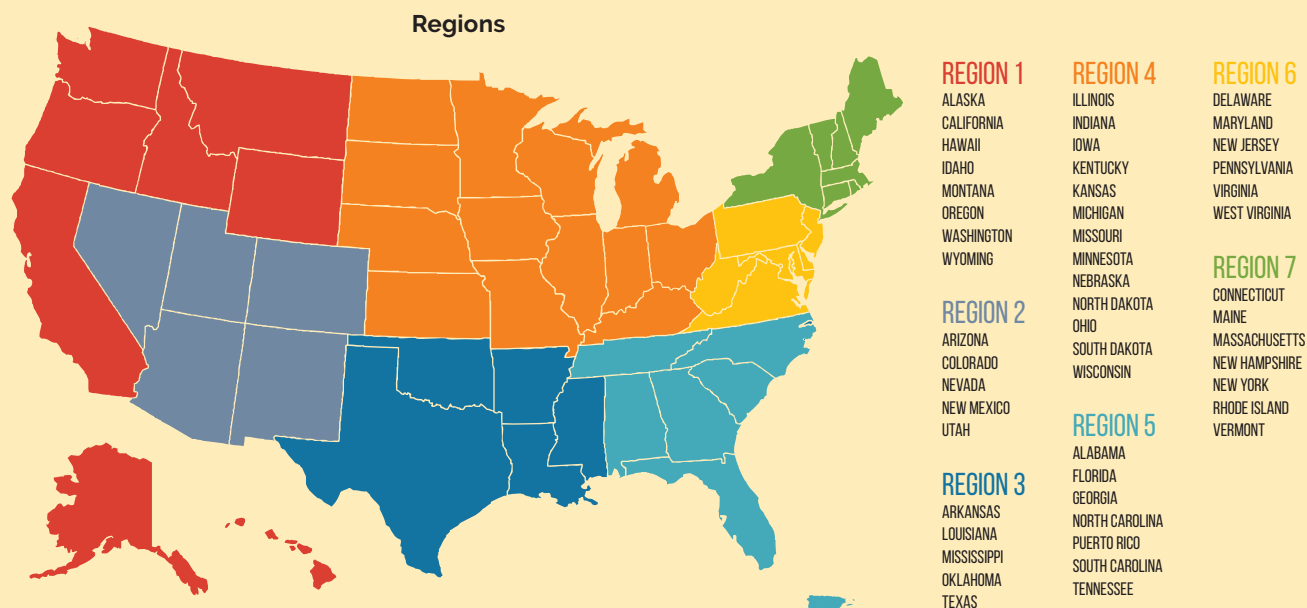 Regions
REGION 1
ALASKA
CALIFORNIA
HAWAII
IDAHO
MONTANA
OREGON
WASHINGTON
WYOMING
REGION 2
ARIZONA
COLORADO
NEVADA
NEW MEXICO
UTAH
REGION 3
ARKANSAS
LOUISIANA
MISSISSIPPI
OKLAHOMA
TEXAS
REGION 4
ILLINOIS
INDIANA
IOWA
KENTUCKY
KANSAS
MICHIGAN
MISSOURI
MINNESOTA
NEBRASKA
NORTH DAKOTA
OHIO
SOUTH DAKOTA
WISCONSIN
REGION 5
ALABAMA
FLORIDA
GEORGIA
NORTH CAROLINA
PUERTO RICO
SOUTH CAROLINA
TENNESSEE
REGION 6
DELAWARE
MARYLAND
NEW JERSEY
PENNSYLVANIA
VIRGINIA
WEST VIRGINIA
REGION 7
CONNECTICUT
MAINE
MASSACHUSETTS
NEW HAMPSHIRE
NEW YORK
RHODE ISLAND
VERMONT